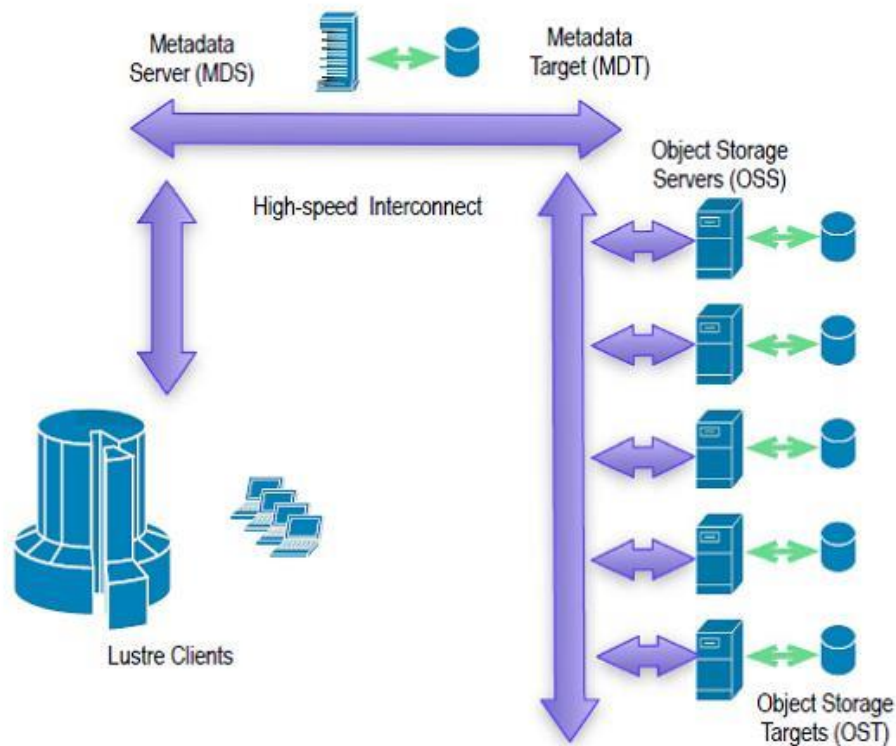 Metadata
Server (MDS)
Metadata
Target (MDT)
Object Storage
Servers (OSS)
High-speed Interconnect
Lustre Clients
Object Storage
Targets (OST)